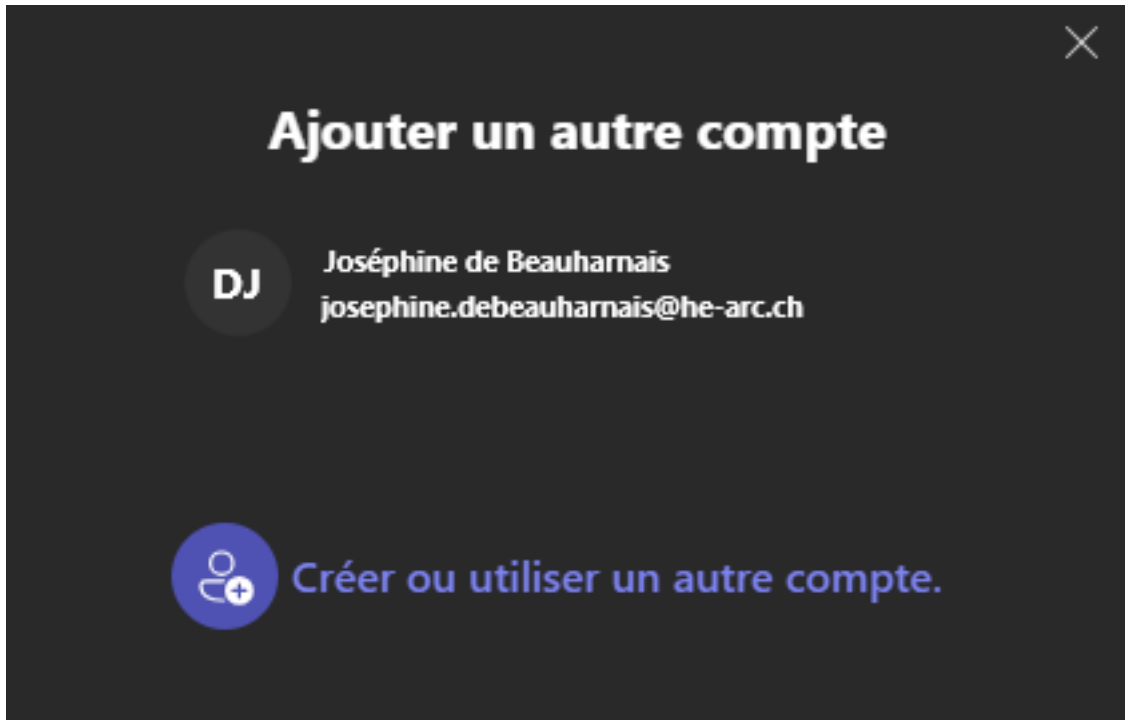 Ajouter un autre compte
DJ
Joséphine de Beauharnais
josephine.debeauharnais@he-arc.ch
Créer ou utiliser un autre compte.